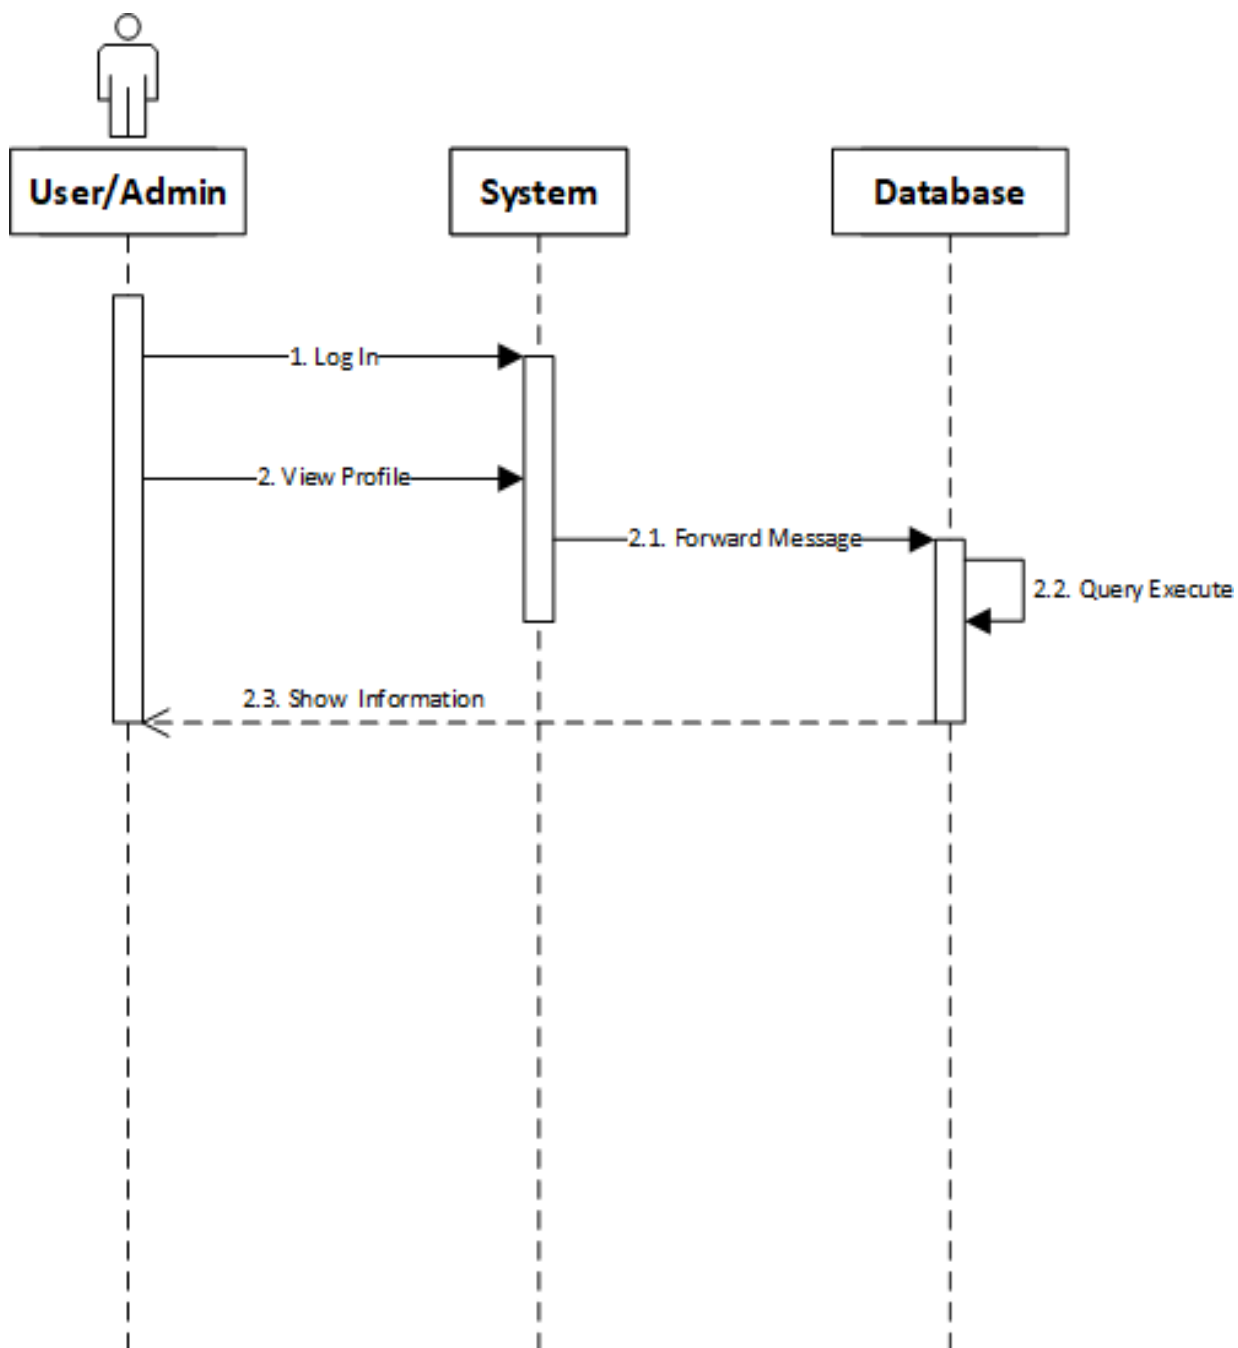 User/Admin
System
Database
1. Log In
2. View Profile
2.1. Forward Message
2.2. Query Execute
2.3. Show Information